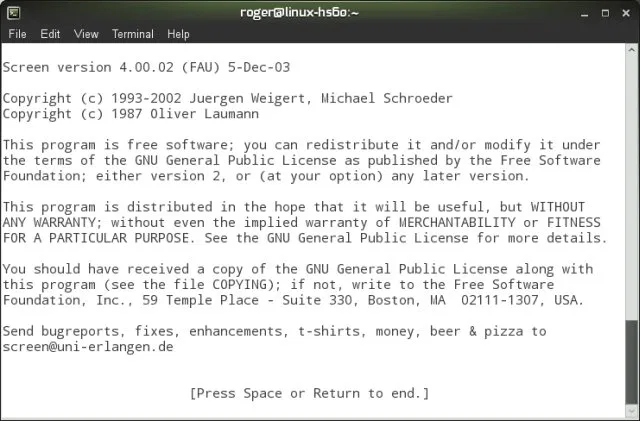 roger@linux-hs6o:~
File Edit View Terminal Help
Screen version 4.00.02 (FAU) 5-Dec-03
Copyright (c) 1993-2002 Juergen Weigert, Michael Schroeder
Copyright (c) 1987 Oliver Laumann
This program is free software; you can redistribute it and/or modify it under
the terms of the GNU General Public License as published by the Free Software
Foundation; either version 2, or (at your option) any later version.
This program is distributed in the hope that it will be useful, but WITHOUT
ANY WARRANTY; without even the implied warranty of MERCHANTABILITY or FITNESS
FOR A PARTICULAR PURPOSE. See the GNU General Public License for more details.
You should have received a copy of the GNU General Public License along with
this program (see the file COPYING); if not, write to the Free Software
Foundation, Inc., 59 Temple Place - Suite 330, Boston, MA  02111-1307, USA.
Send bugreports, fixes, enhancements, t-shirts, money, beer & pizza to
screen@uni-erlangen.de
[Press Space or Return to end.]